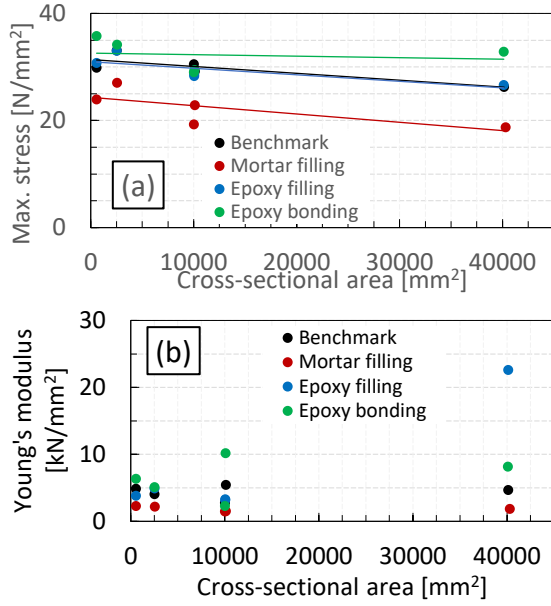 40
20
0
Max. stress [N/mm²]
(a)
Benchmark
Mortar filling
Epoxy filling
Epoxy bonding
0 10000 20000 30000 40000
Cross-sectional area [mm²]
30
20
10
0
Young's modulus
[kN/mm²]
(b)
Benchmark
Mortar filling
Epoxy filling
Epoxy bonding
0 10000 20000 30000 40000
Cross-sectional area [mm²]